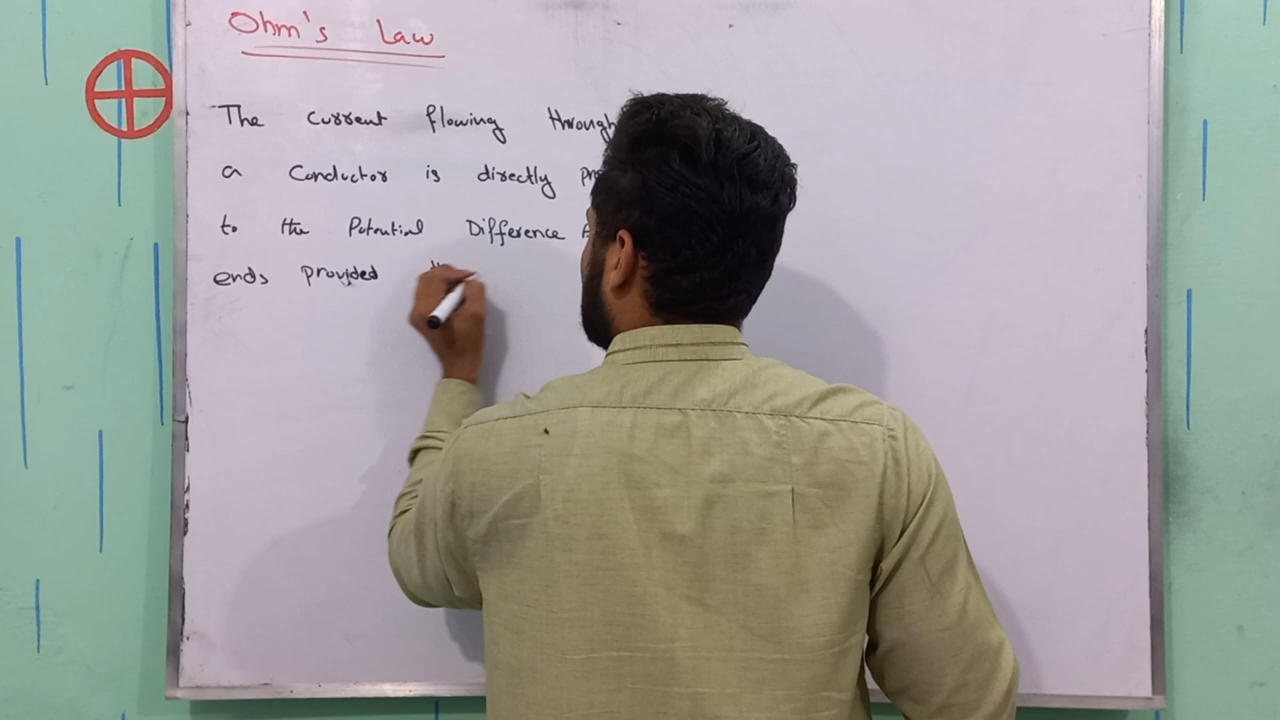 Ohm's Law
The current flowing through
a Conductor is directly
to the Potential Difference
ends provided